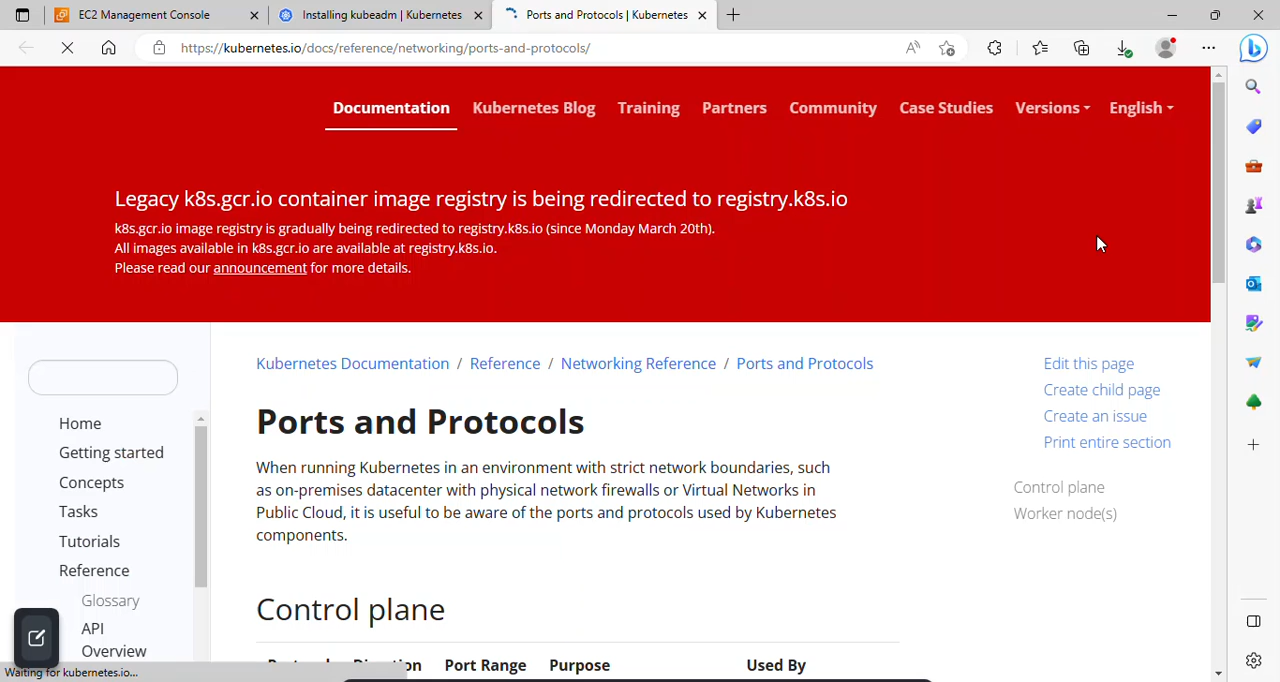 EC2 Management Console
Installing kubeadm | Kubernetes
Ports and Protocols | Kubernetes
https://kubernetes.io/docs/reference/networking/ports-and-protocols/
Documentation
Kubernetes Blog
Training
Partners
Community
Case Studies
Versions
English
Legacy k8s.gcr.io container image registry is being redirected to registry.k8s.io
k8s.gcr.io image registry is gradually being redirected to registry.k8s.io (since Monday March 20th).
All images available in k8s.gcr.io are available at registry.k8s.io.
Please read our announcement for more details.
Home
Getting started
Concepts
Tasks
Tutorials
Reference
Glossary
API
Overview
Kubernetes Documentation / Reference / Networking Reference / Ports and Protocols
Ports and Protocols
When running Kubernetes in an environment with strict network boundaries, such
as on-premises datacenter with physical network firewalls or Virtual Networks in
Public Cloud, it is useful to be aware of the ports and protocols used by Kubernetes
components.
Control plane
Port Range Purpose Used By
Edit this page
Create child page
Create an issue
Print entire section
Control plane
Worker node(s)
Waiting for kubernetes.io...